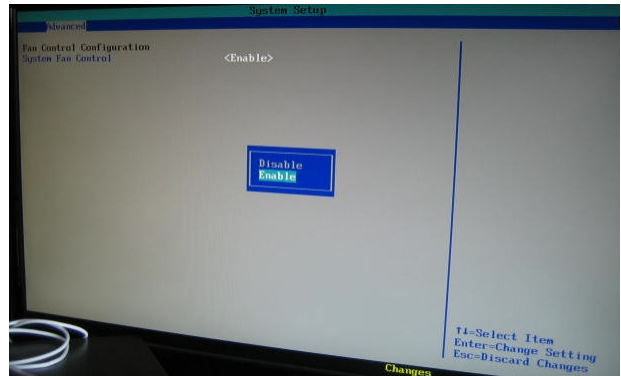 System Setup
Advanced
Fan Control Configuration
System Fan Control <Enable>
Disable
Enable
↑↓=Select Item
Enter=Change Setting
Esc=Discard Changes
Changes